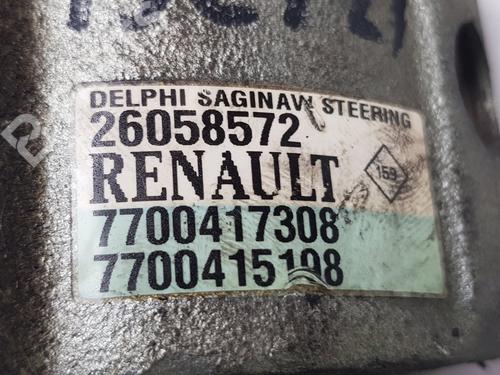 DELPHI SAGINAW STEERING
26058572
RENAULT
159
7700417308
7700415108